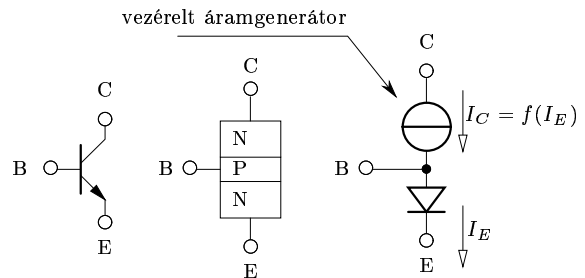 vezérelt áramgenerátor
C
B
E
C
N
B
P
N
E
C
I_C = f(I_E)
B
I_E
E